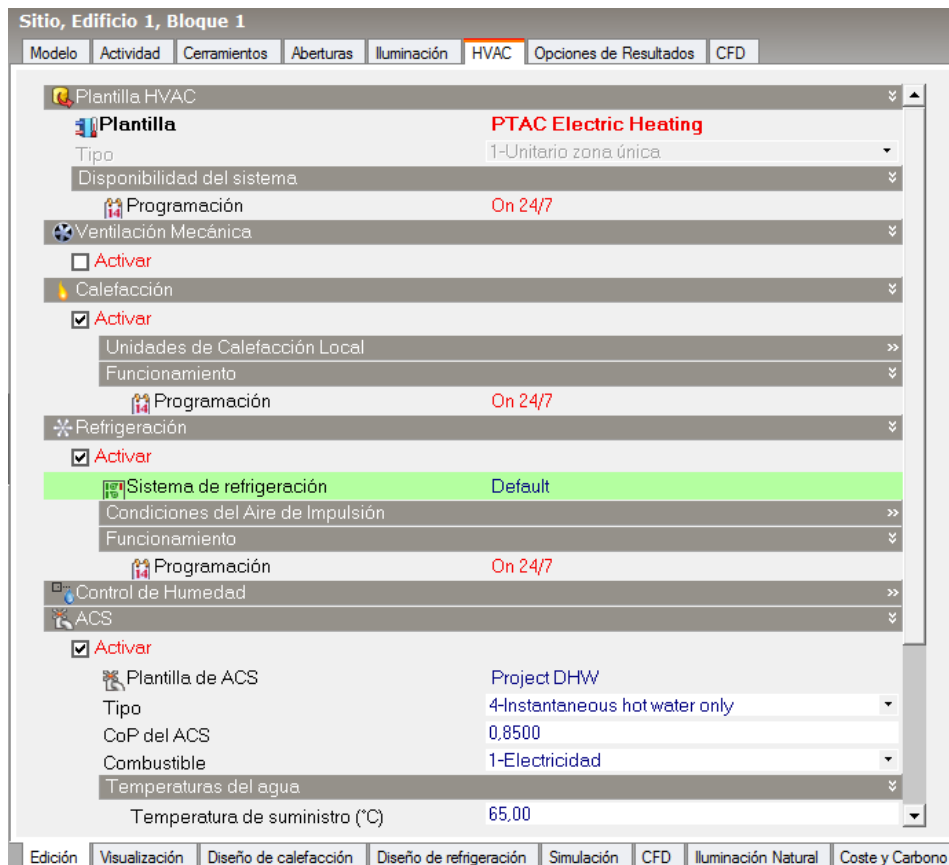 Sitio, Edificio 1, Bloque 1
Modelo Actividad Cerramientos Aberturas Iluminación HVAC Opciones de Resultados CFD
Plantilla HVAC
Plantilla PTAC Electric Heating
Tipo 1-Unitario zona única
Disponibilidad del sistema
Programación On 24/7
Ventilación Mecánica
Activar
Calefacción
Activar
Unidades de Calefacción Local
Funcionamiento
Programación On 24/7
Refrigeración
Activar
Sistema de refrigeración Default
Condiciones del Aire de Impulsión
Funcionamiento
Programación On 24/7
Control de Humedad
ACS
Activar
Plantilla de ACS Project DHW
Tipo 4-Instantaneous hot water only
CoP del ACS 0,8500
Combustible 1-Electricidad
Temperaturas del agua
Temperatura de suministro (°C) 65,00
Edición Visualización Diseño de calefacción Diseño de refrigeración Simulación CFD Iluminación Natural Coste y Carbono